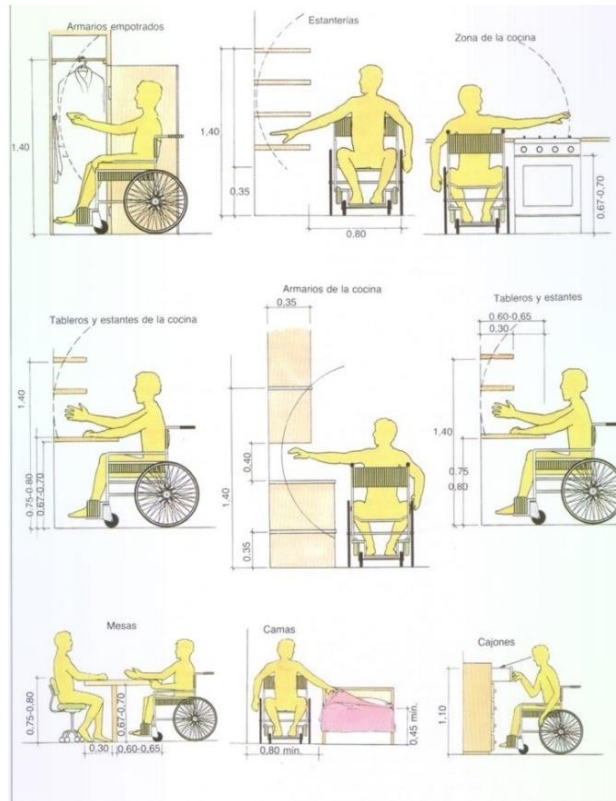 Armarios empotrados
1,40
Estanterías
1,40
0,35
0.80
Zona de la cocina
0.67-0,70
Tableros y estantes de la cocina
1,40
0.75-0,80
0,67-0,70
Armarios de la cocina
0,35
0,40
1,40
0,35
Tableros y estantes
0.60-0,65
0.30
1,40
0.75
0,80
Mesas
0,75-0,80
0,67-0,70
0.30
0,60-0,65
Camas
0,80 mín.
0,45 mín.
Cajones
1,10